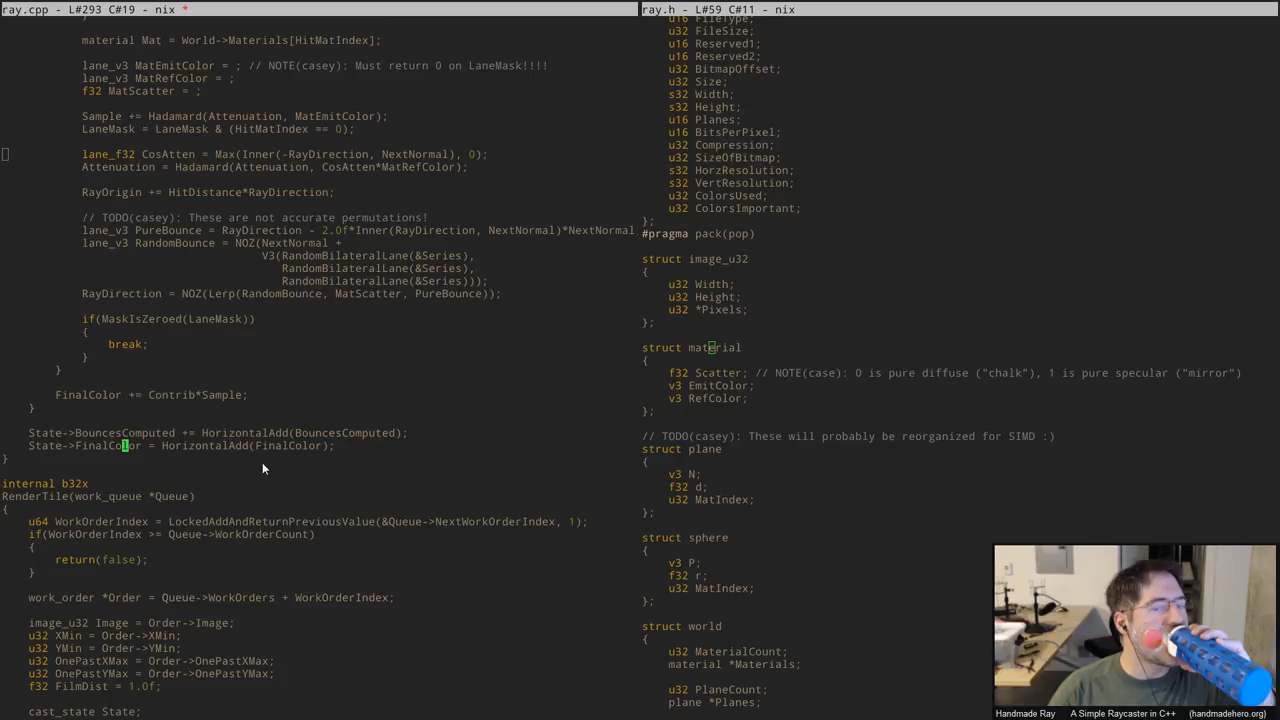 ray.cpp - L#293 C#19 - nix *
material Mat = World->Materials[HitMatIndex];
lane_v3 MatEmitColor = ; // NOTE(casey): Must return 0 on LaneMask!!!!
lane_v3 MatRefColor = ;
f32 MatScatter = ;
Sample += Hadamard(Attenuation, MatEmitColor);
LaneMask = LaneMask & (HitMatIndex == 0);
lane_f32 CosAtten = Max(Inner(-RayDirection, NextNormal), 0);
Attenuation = Hadamard(Attenuation, CosAtten*MatRefColor);
RayOrigin += HitDistance*RayDirection;
// TODO(casey): These are not accurate permutations!
lane_v3 PureBounce = RayDirection - 2.0f*Inner(RayDirection, NextNormal)*NextNormal
lane_v3 RandomBounce = NOZ(NextNormal +
V3(RandomBilateralLane(&Series),
RandomBilateralLane(&Series),
RandomBilateralLane(&Series)));
RayDirection = NOZ(Lerp(RandomBounce, MatScatter, PureBounce));
if(MaskIsZeroed(LaneMask))
{
break;
}
}
FinalColor += Contrib*Sample;
}
State->BouncesComputed += HorizontalAdd(BouncesComputed);
State->FinalColor = HorizontalAdd(FinalColor);
}
internal b32x
RenderTile(work_queue *Queue)
{
u64 WorkOrderIndex = LockedAddAndReturnPreviousValue(&Queue->NextWorkOrderIndex, 1);
if(WorkOrderIndex >= Queue->WorkOrderCount)
{
return(false);
}
work_order *Order = Queue->WorkOrders + WorkOrderIndex;
image_u32 Image = Order->Image;
u32 XMin = Order->XMin;
u32 YMin = Order->YMin;
u32 OnePastXMax = Order->OnePastXMax;
u32 OnePastYMax = Order->OnePastYMax;
f32 FilmDist = 1.0f;
cast_state State;
ray.h - L#59 C#11 - nix
u16 FileType;
u32 FileSize;
u16 Reserved1;
u16 Reserved2;
u32 BitmapOffset;
u32 Size;
s32 Width;
s32 Height;
u16 Planes;
u16 BitsPerPixel;
u32 Compression;
u32 SizeOfBitmap;
s32 HorzResolution;
s32 VertResolution;
u32 ColorsUsed;
u32 ColorsImportant;
};
#pragma pack(pop)
struct image_u32
{
u32 Width;
u32 Height;
u32 *Pixels;
};
struct material
{
f32 Scatter; // NOTE(case): 0 is pure diffuse ("chalk"), 1 is pure specular ("mirror")
v3 EmitColor;
v3 RefColor;
};
// TODO(casey): These will probably be reorganized for SIMD :)
struct plane
{
v3 N;
f32 d;
u32 MatIndex;
};
struct sphere
{
v3 P;
f32 r;
u32 MatIndex;
};
struct world
{
u32 MaterialCount;
material *Materials;
u32 PlaneCount;
plane *Planes;
Handmade Ray A Simple Raycaster in C++ (handmadehero.org)